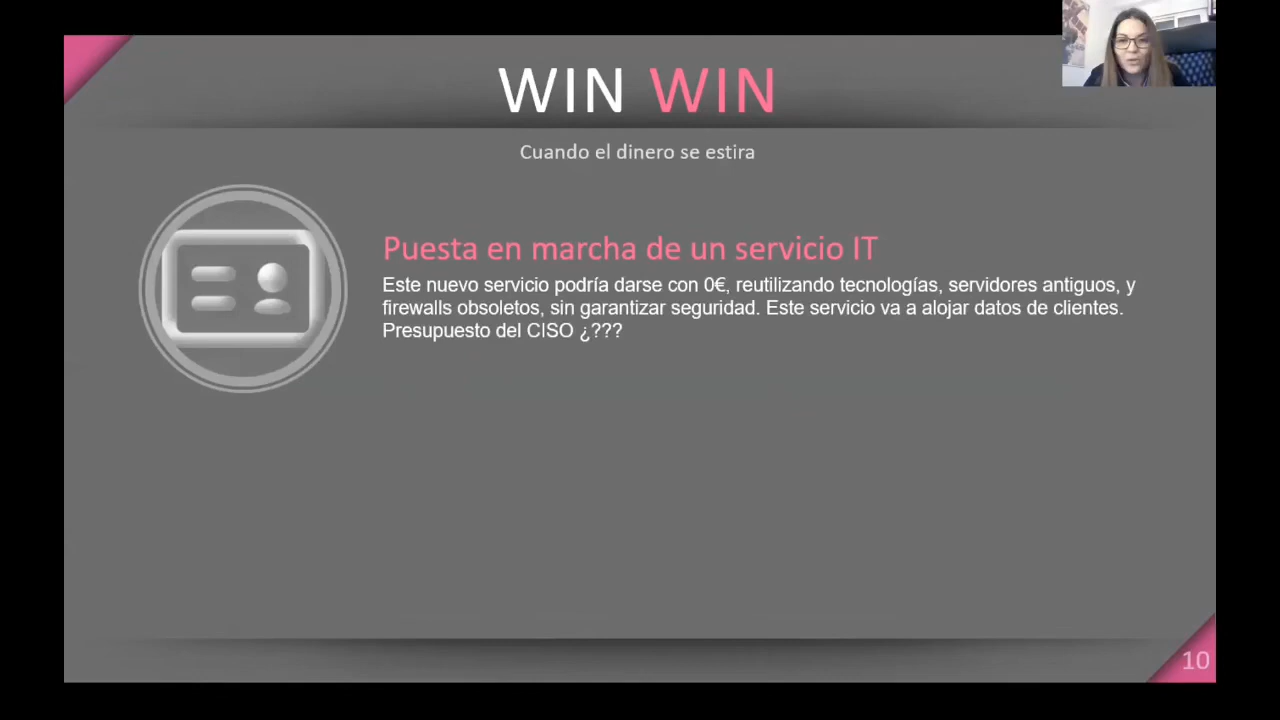 WIN WIN
Cuando el dinero se estira
Puesta en marcha de un servicio IT
Este nuevo servicio podría darse con 0€, reutilizando tecnologías, servidores antiguos, y
firewalls obsoletos, sin garantizar seguridad. Este servicio va a alojar datos de clientes.
Presupuesto del CISO ¿???
10